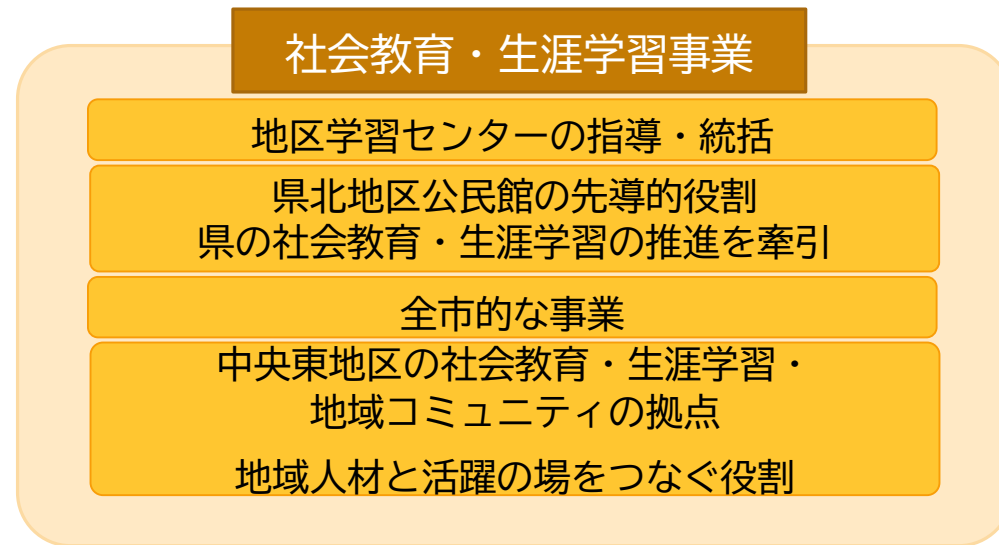 社会教育・生涯学習事業
地区学習センターの指導・統括
県北地区公民館の先導的役割
県の社会教育・生涯学習の推進を牽引
全市的な事業
中央東地区の社会教育・生涯学習・
地域コミュニティの拠点
地域人材と活躍の場をつなぐ役割